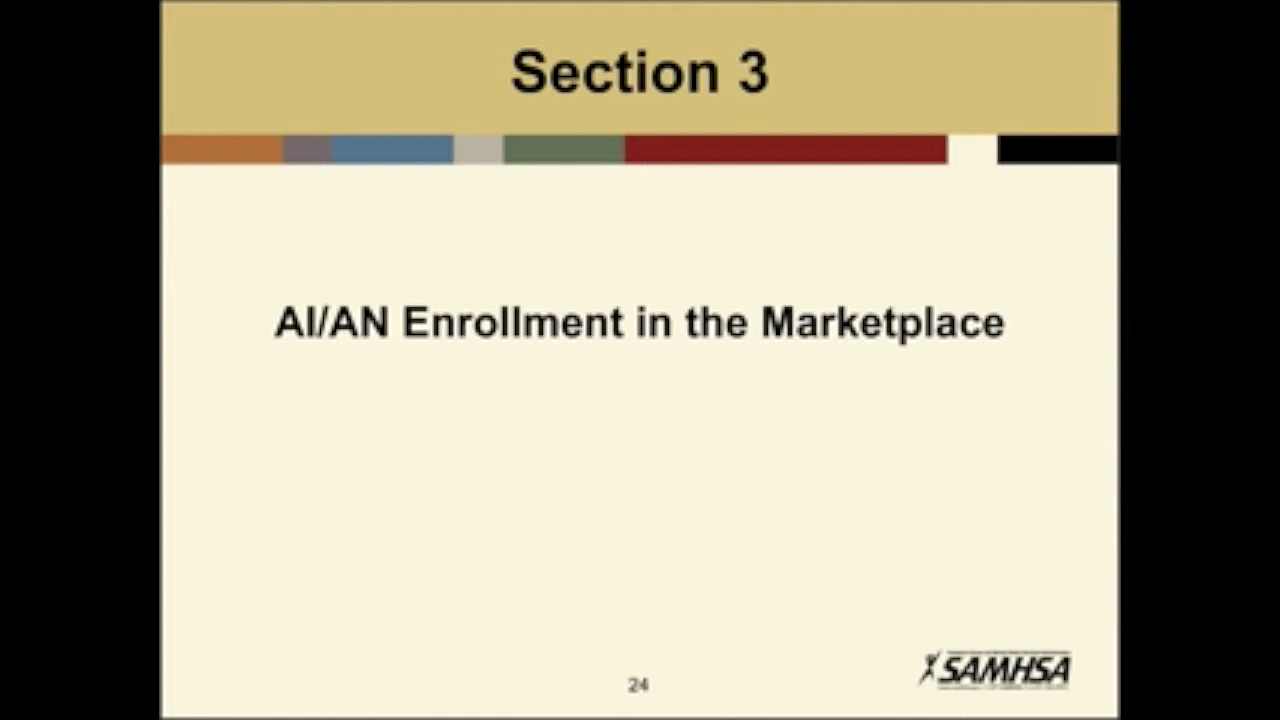 Section 3
AI/AN Enrollment in the Marketplace
24
SAMHSA